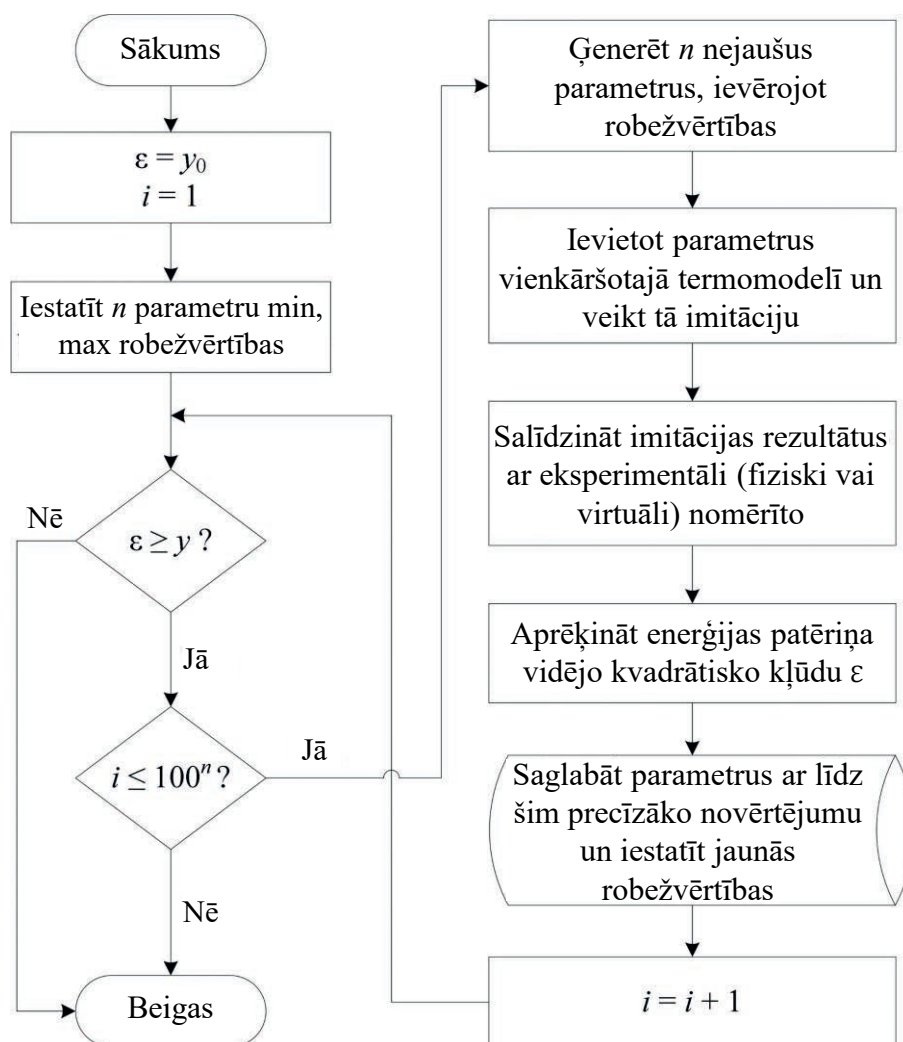 Sākums
ε = y₀
i = 1
Iestatīt n parametru min,
max robežvērtības
Nē
ε ≥ y ?
Jā
i ≤ 100ⁿ ?
Jā
Nē
Beigas
Ģenerēt n nejaušus
parametrus, ievērojot
robežvērtības
Ievietot parametrus
vienkāršotajā termomodelī un
veikt tā imitāciju
Salīdzināt imitācijas rezultātus
ar eksperimentāli (fiziski vai
virtuāli) nomērīto
Aprēķināt enerģijas patēriņa
vidējo kvadrātisko kļūdu ε
Saglabāt parametrus ar līdz
šim precīzāko novērtējumu
un iestatīt jaunās
robežvērtības
i = i + 1